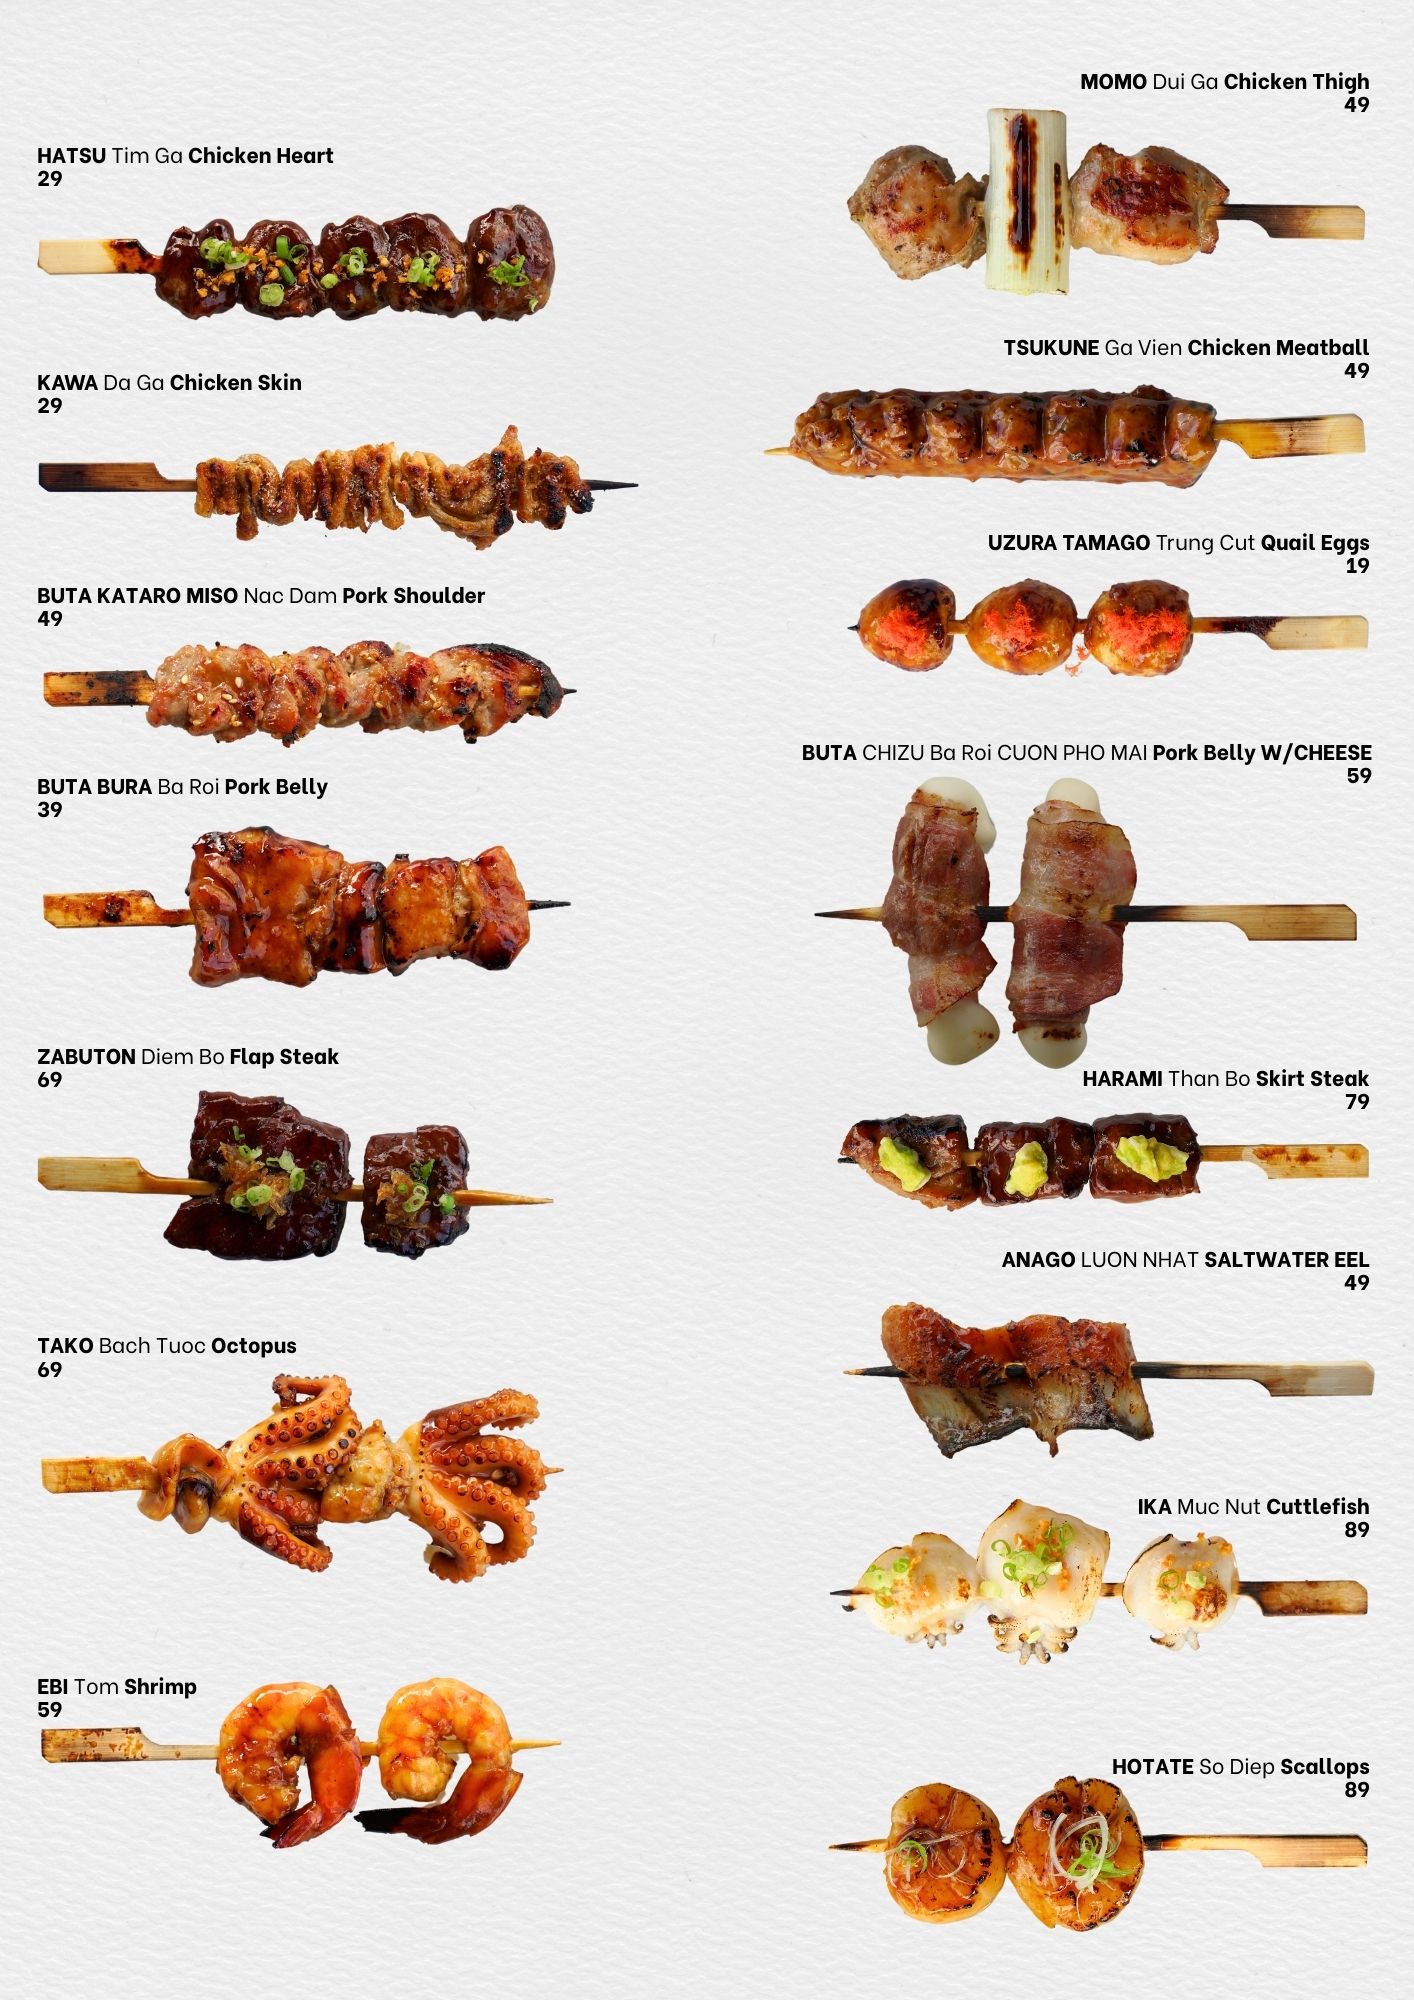 HATSU Tim Ga Chicken Heart
29
KAWA Da Ga Chicken Skin
29
BUTA KATARO MISO Nac Dam Pork Shoulder
49
BUTA BURA Ba Roi Pork Belly
39
ZABUTON Diem Bo Flap Steak
69
TAKO Bach Tuoc Octopus
69
EBI Tom Shrimp
59
MOMO Dui Ga Chicken Thigh
49
TSUKUNE Ga Vien Chicken Meatball
49
UZURA TAMAGO Trung Cut Quail Eggs
19
BUTA CHIZU Ba Roi CUON PHO MAI Pork Belly W/CHEESE
59
HARAMI Than Bo Skirt Steak
79
ANAGO LUON NHAT SALTWATER EEL
49
IKA Muc Nut Cuttlefish
89
HOTATE So Diep Scallops
89